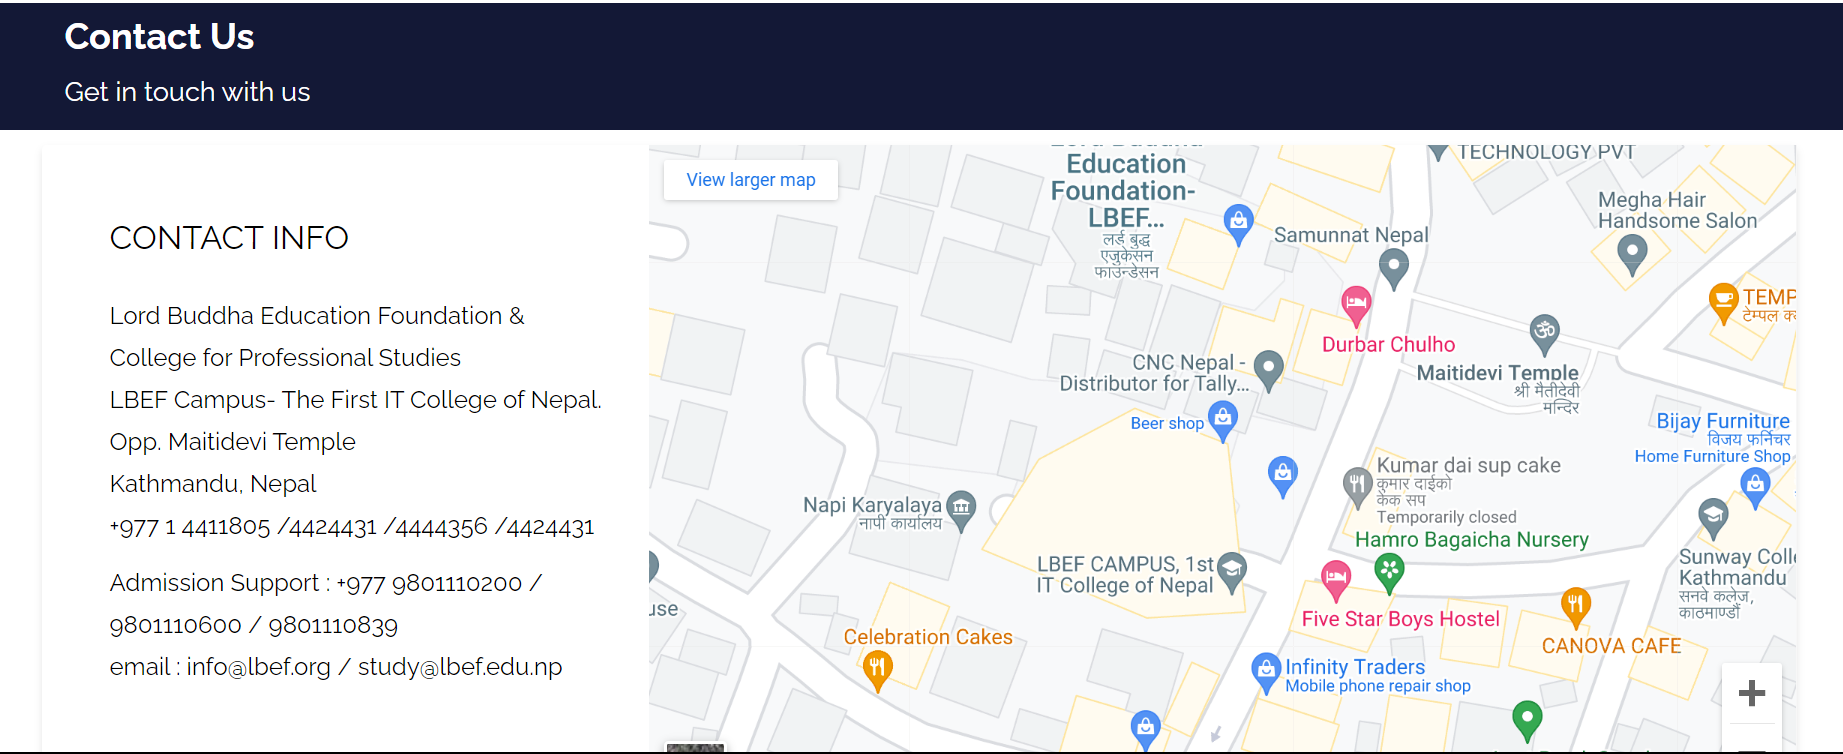 Contact Us
Get in touch with us
CONTACT INFO
Lord Buddha Education Foundation &
College for Professional Studies
LBEF Campus- The First IT College of Nepal.
Opp. Maitidevi Temple
Kathmandu, Nepal
+977 1 4411805 /4424431 /4444356 /4424431
Admission Support : +977 9801110200 /
9801110600 / 9801110839
email : info@lbef.org / study@lbef.edu.np
View larger map
Lord Buddha
Education
Foundation-
LBEF...
लर्ड बुद्ध
एजुकेसन
फाउन्डेसन
TECHNOLOGY PVT
Megha Hair
Handsome Salon
Samunnat Nepal
TEMP
टेम्पल
Durbar Chulho
CNC Nepal -
Distributor for Tally...
Maitidevi Temple
श्री मैतीदेवी
मन्दिर
Beer shop
Bijay Furniture
विजय फर्निचर
Home Furniture Shop
Kumar dai sup cake
कुमार दाईको
केक सप
Temporarily closed
Napi Karyalaya
नापी कार्यालय
Hamro Bagaicha Nursery
LBEF CAMPUS, 1st
IT College of Nepal
Sunway Coll
Kathmandu
सनवे कलेज,
काठमाण्डौं
use
Five Star Boys Hostel
Celebration Cakes
CANOVA CAFE
Infinity Traders
Mobile phone repair shop